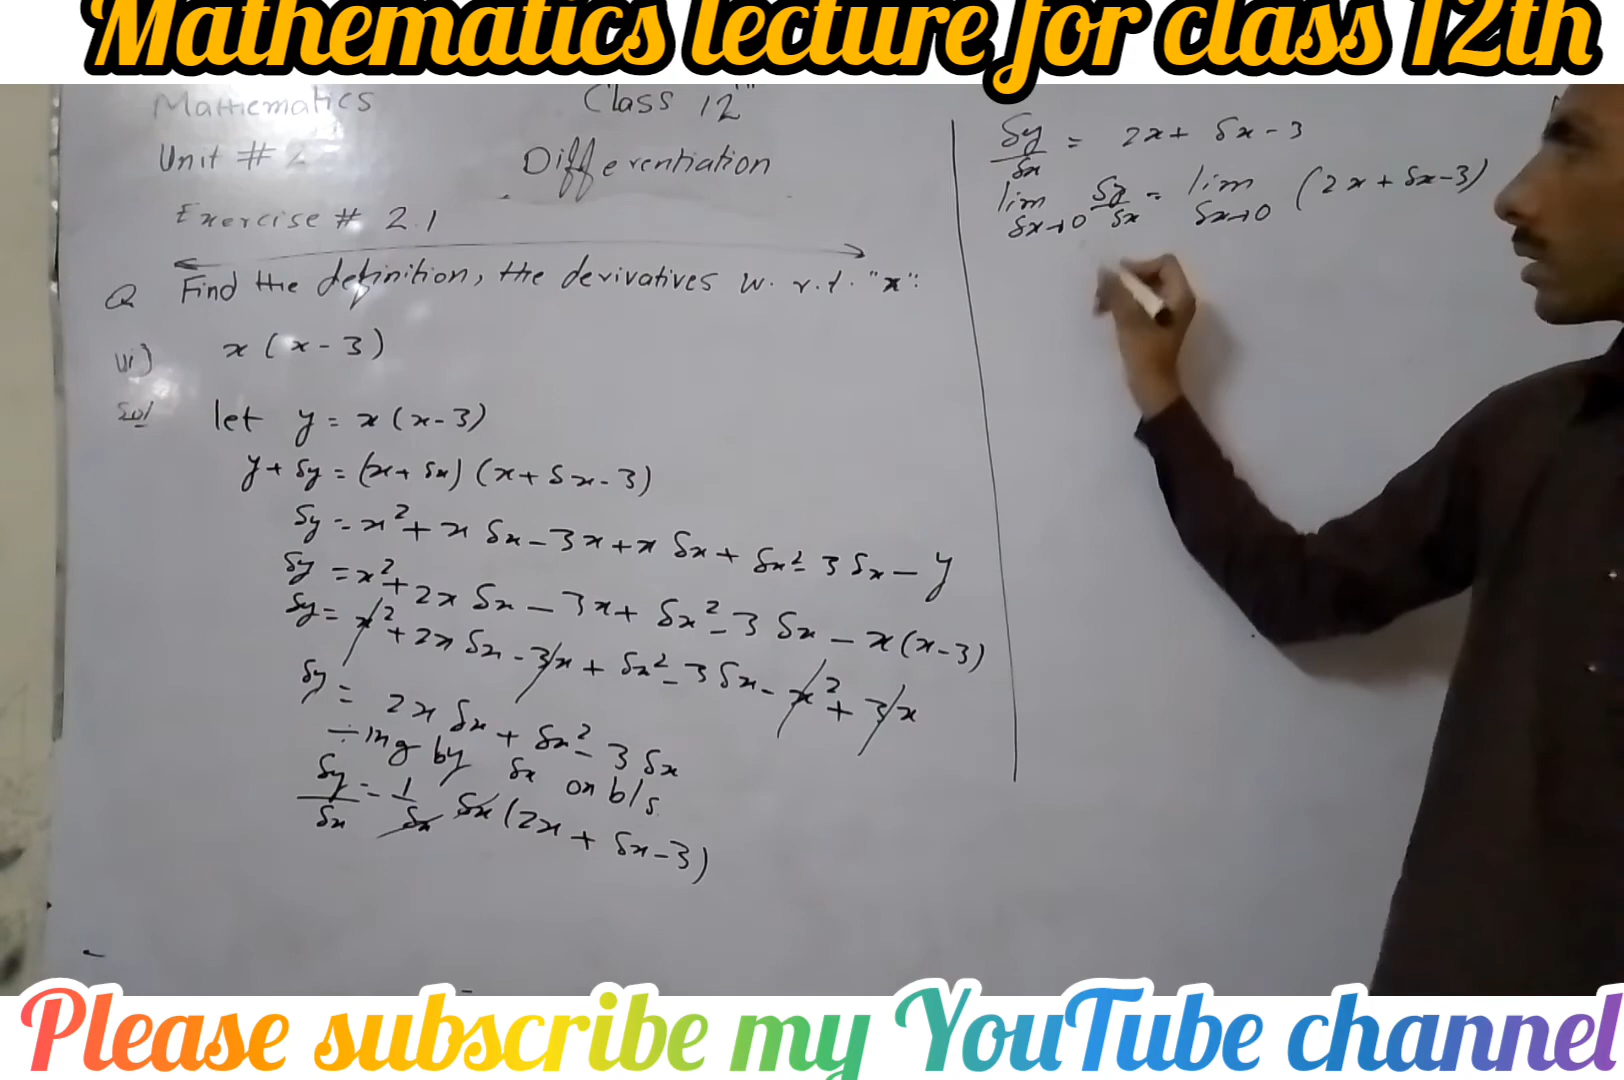 Mathematics lecture for class 12th
Mathematics Class 12th
Unit # 2 Differentiation
Exercise # 2.1
Q Find the definition, the derivatives w.r.t. "x":
vi) x(x-3)
Sol let y = x(x-3)
y + δy = (x + δx)(x + δx - 3)
δy = x² + x δx - 3x + x δx + δx² - 3 δx - y
δy = x² + 2x δx - 3x + δx² - 3 δx - x(x-3)
δy = x² + 2x δx - 3x + δx² - 3 δx - x² + 3x
δy = 2x δx + δx² - 3 δx
÷ing by δx on b/s
δy/δx = 1/δx δx (2x + δx - 3)
δy/δx = 2x + δx - 3
lim δx→0 δy/δx = lim δx→0 (2x + δx - 3)
Please subscribe my YouTube channel